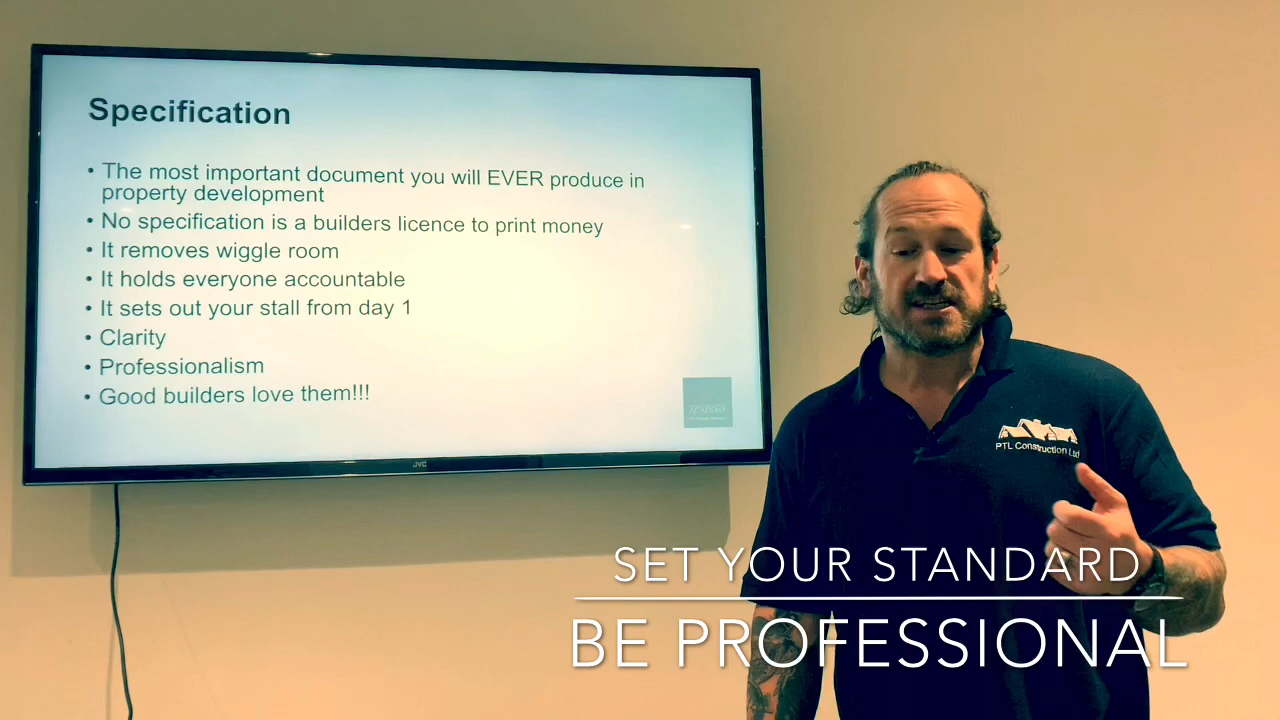 Specification
• The most important document you will EVER produce in
property development
• No specification is a builders licence to print money
• It removes wiggle room
• It holds everyone accountable
• It sets out your stall from day 1
• Clarity
• Professionalism
• Good builders love them!!!
JVC
PTL Construction Ltd
SET YOUR STANDARD
BE PROFESSIONAL